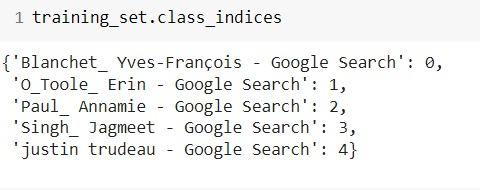 1 training_set.class_indices
{'Blanchet_ Yves-François - Google Search': 0,
'O_Toole_ Erin - Google Search': 1,
'Paul_ Annamie - Google Search': 2,
'Singh_ Jagmeet - Google Search': 3,
'justin trudeau - Google Search': 4}